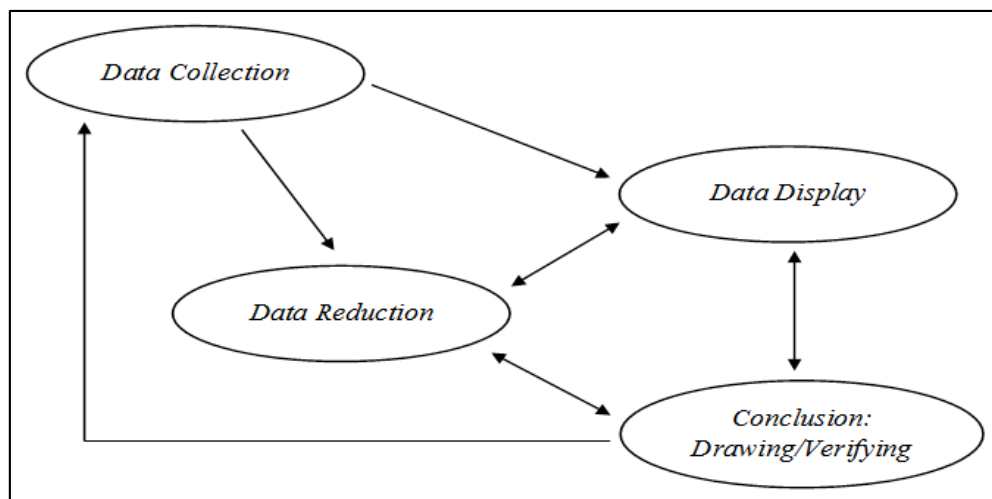 Data Collection
Data Display
Data Reduction
Conclusion:
Drawing/Verifying